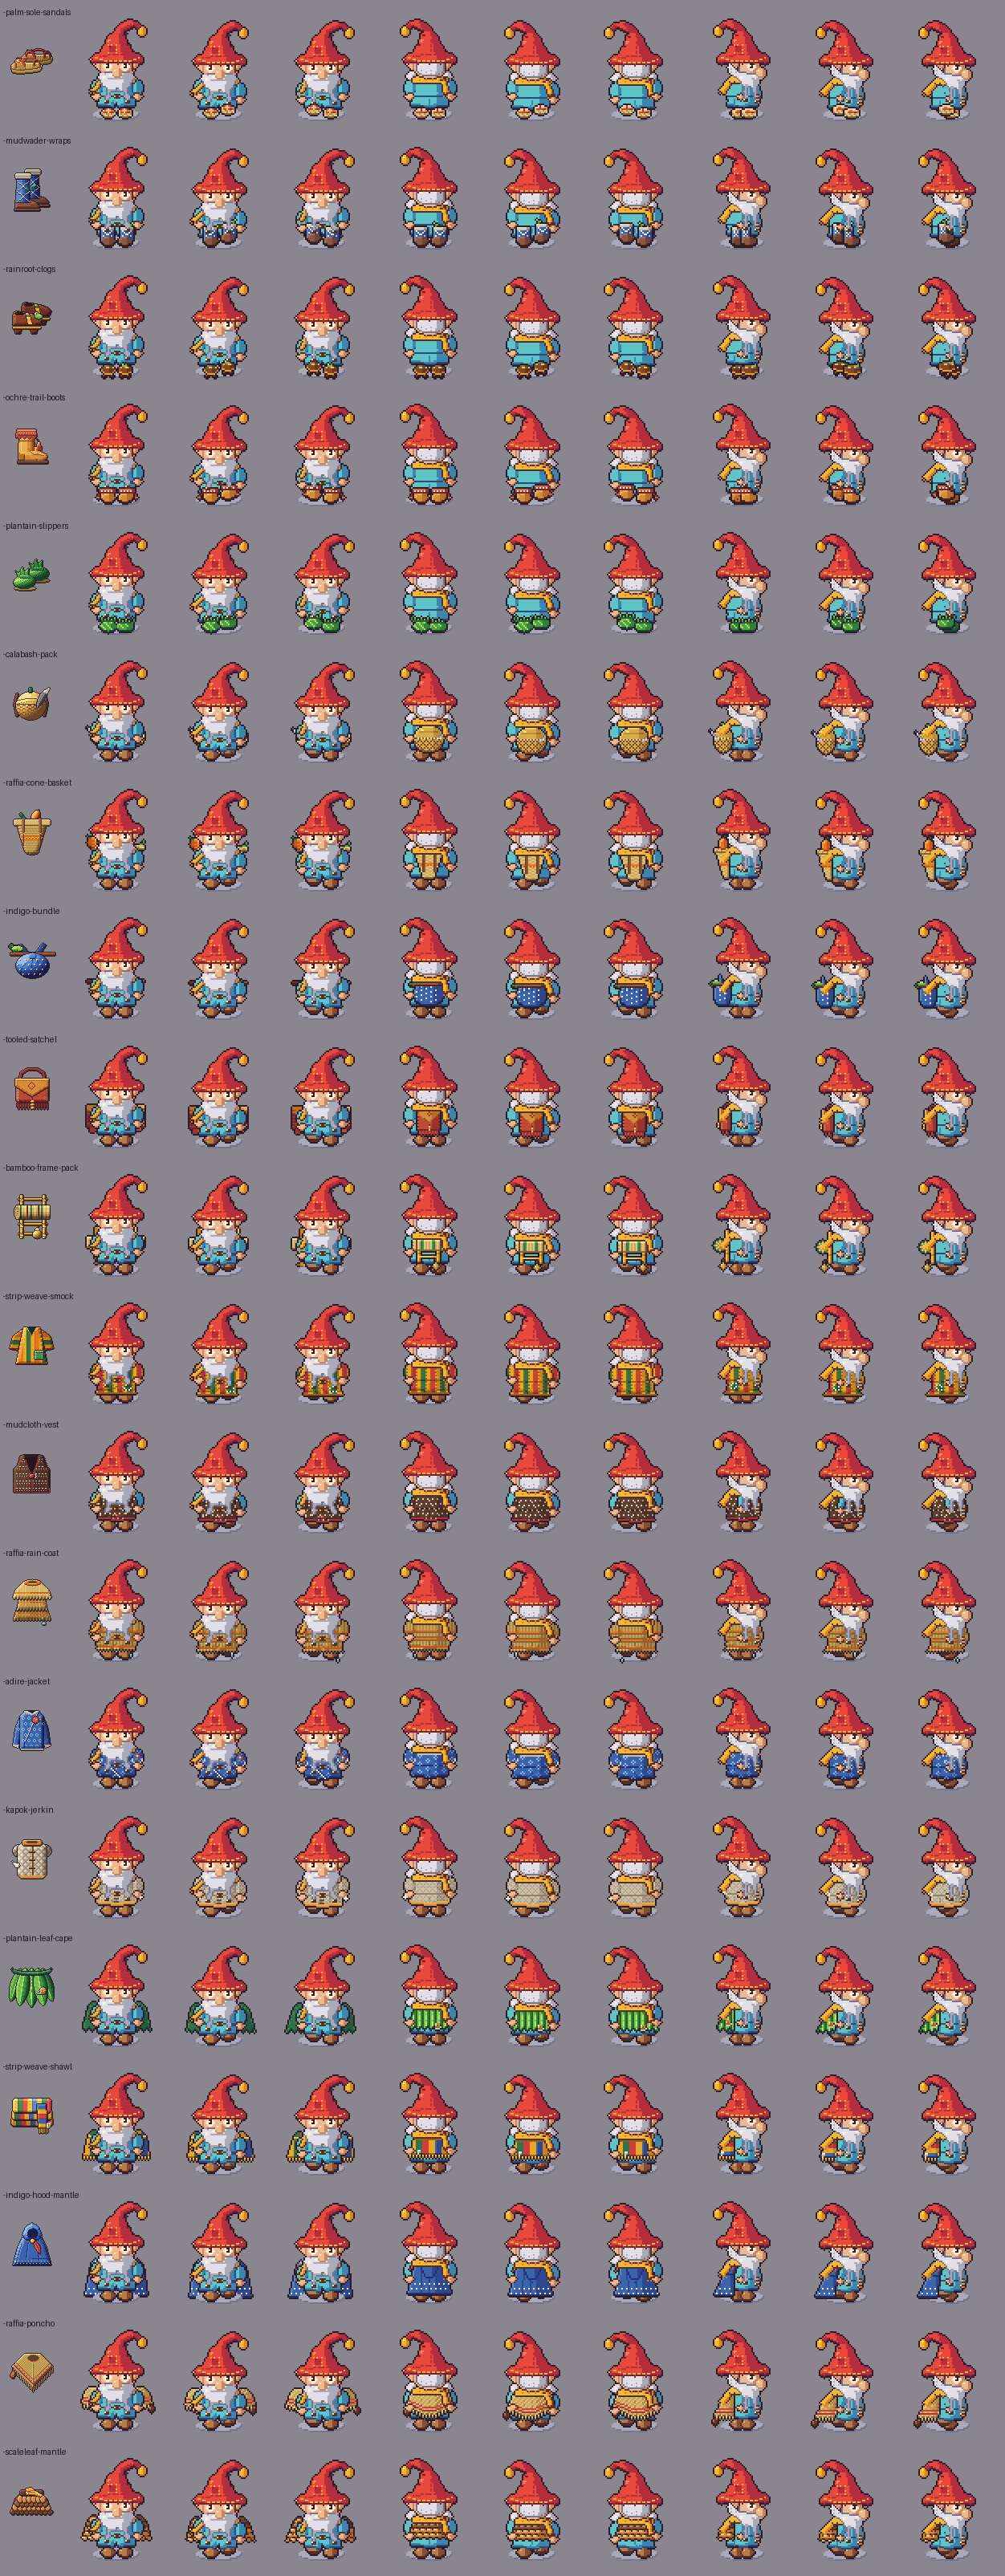 -palm-sole-sandals
-mudwader-wraps
-rainroot-clogs
-ochre-trail-boots
-plantain-slippers
-calabash-pack
-raffia-cone-basket
-indigo-bundle
-tooled-satchel
-bamboo-frame-pack
-strip-weave-smock
-mudcloth-vest
-raffia-rain-coat
-adire-jacket
-kapok-jerkin
-plantain-leaf-cape
-strip-weave-shawl
-indigo-hood-mantle
-raffia-poncho
-scaleleaf-mantle